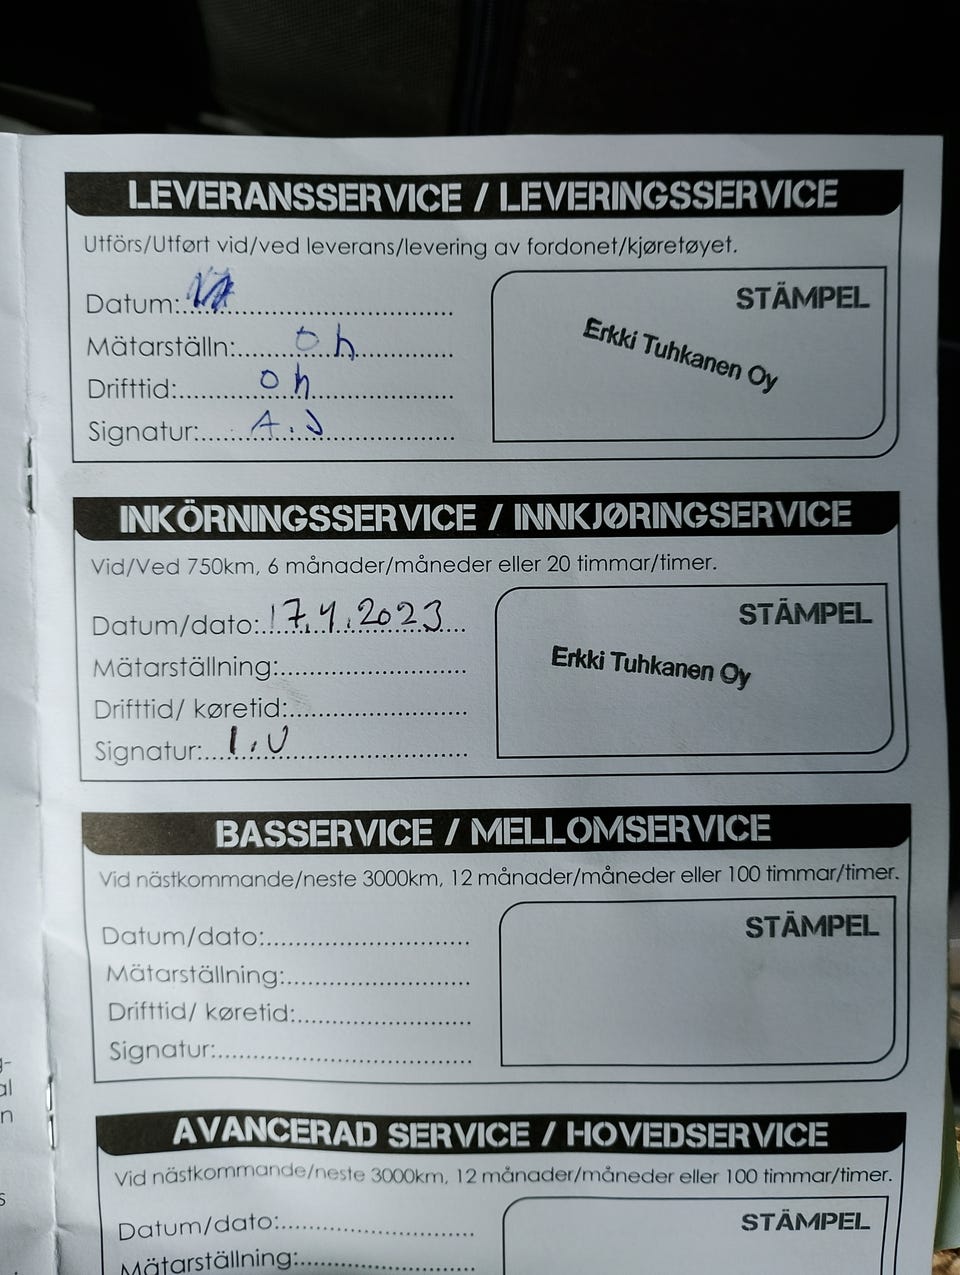 LEVERANSSERVICE / LEVERINGSSERVICE
Utförs/Utført vid/ved leverans/levering av fordonet/kjøretøyet.
STÄMPEL
Datum:
Erkki Tuhkanen Oy
Mätarställn: 0 h
Drifttid: 0 h
Signatur: A.J
INKÖRNINGSSERVICE / INNKJØRINGSERVICE
Vid/Ved 750km, 6 månader/måneder eller 20 timmar/timer.
STÄMPEL
Datum/dato: 17.4.2023
Erkki Tuhkanen Oy
Mätarställning:
Drifttid/ køretid:
Signatur: I.U
BASSERVICE / MELLOMSERVICE
Vid nästkommande/neste 3000km, 12 månader/måneder eller 100 timmar/timer.
STÄMPEL
Datum/dato:
Mätarställning:
Drifttid/ køretid:
Signatur:
AVANCERAD SERVICE / HOVEDSERVICE
Vid nästkommande/neste 3000km, 12 månader/måneder eller 100 timmar/timer.
STÄMPEL
Datum/dato:
Mätarställning: